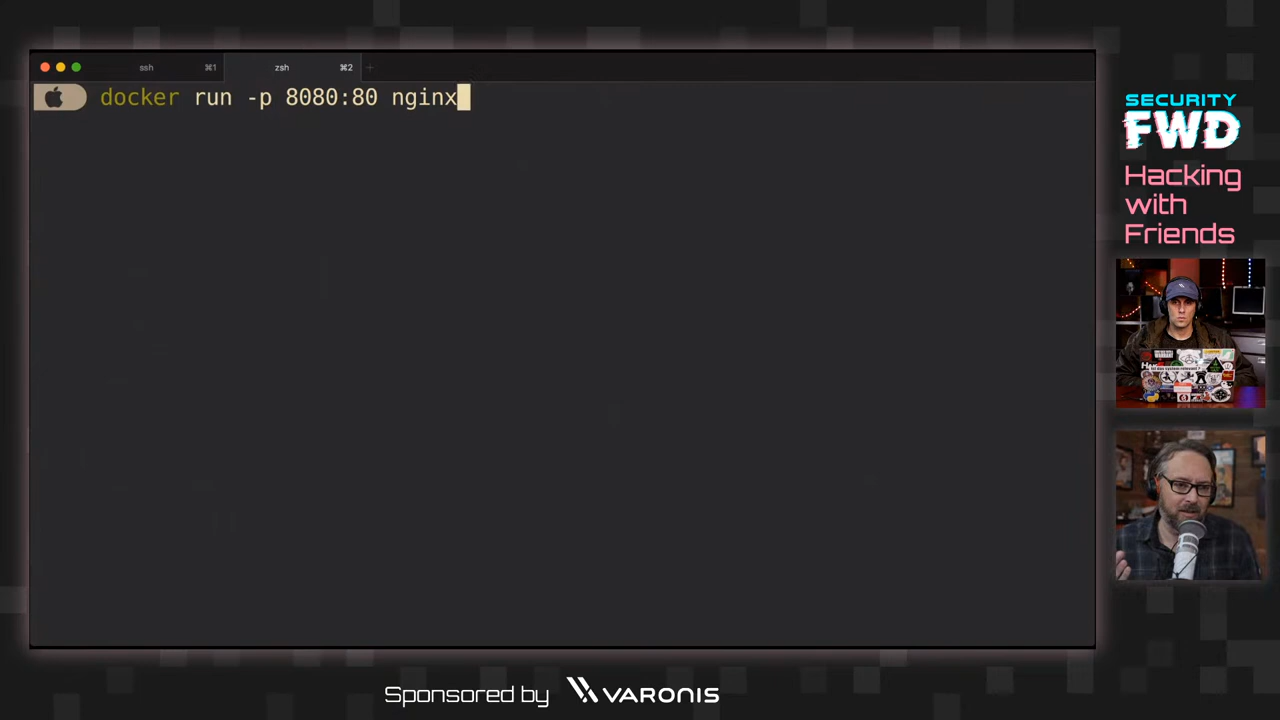 ssh ⌘1 zsh ⌘2 +
docker run -p 8080:80 nginx
SECURITY
FWD
Hacking
with
Friends
Sponsored by VARONIS